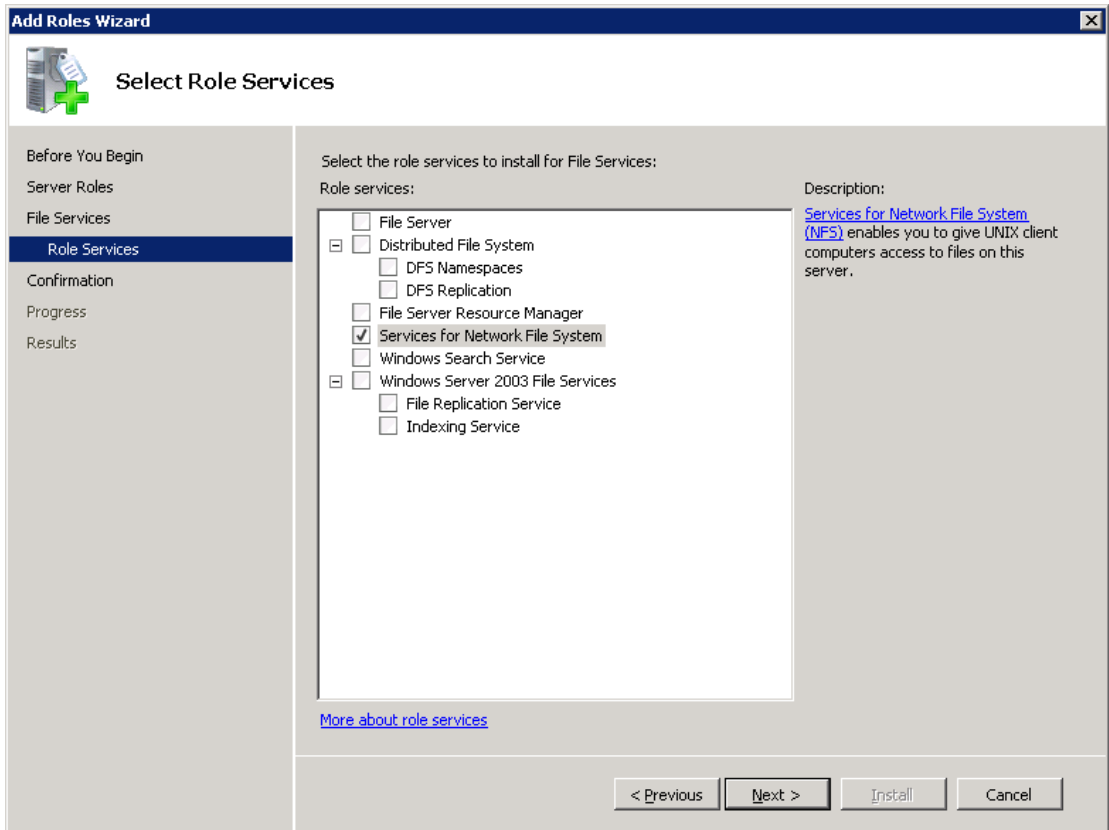 Add Roles Wizard
Select Role Services
Before You Begin
Server Roles
File Services
Role Services
Confirmation
Progress
Results
Select the role services to install for File Services:
Role services:
File Server
Distributed File System
DFS Namespaces
DFS Replication
File Server Resource Manager
Services for Network File System
Windows Search Service
Windows Server 2003 File Services
File Replication Service
Indexing Service
More about role services
Description:
Services for Network File System
(NFS) enables you to give UNIX client
computers access to files on this
server.
< Previous
Next >
Install
Cancel